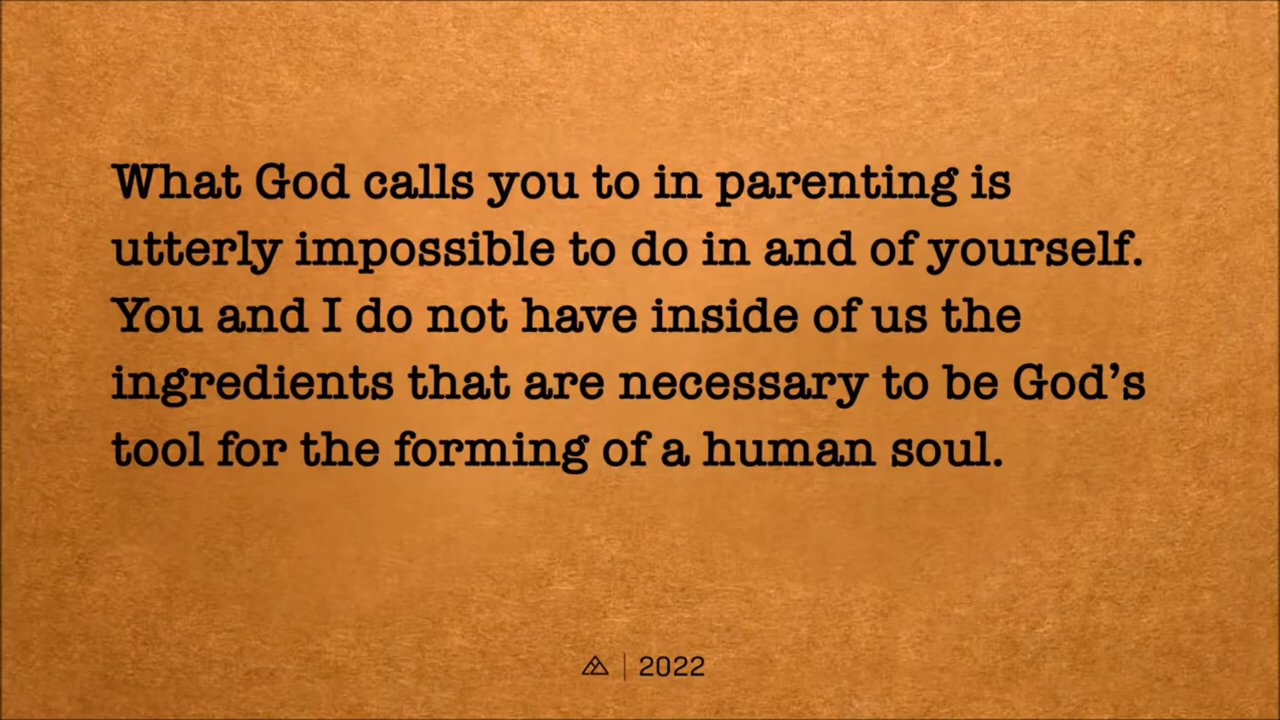 What God calls you to in parenting is
utterly impossible to do in and of yourself.
You and I do not have inside of us the
ingredients that are necessary to be God's
tool for the forming of a human soul.
2022